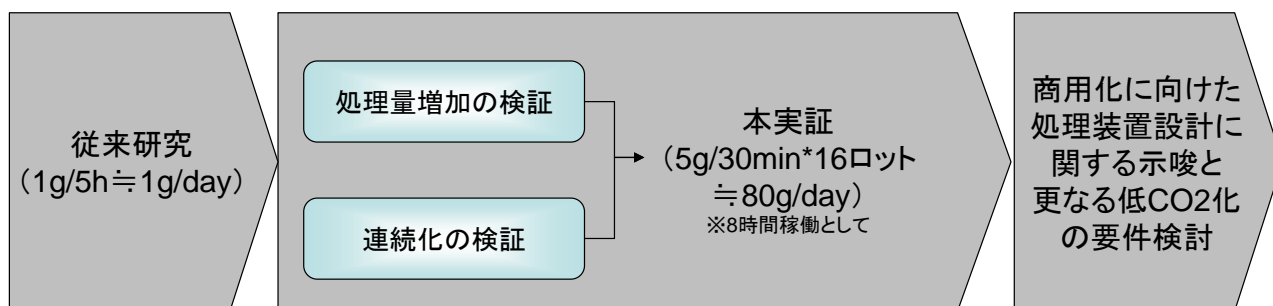 従来研究
（1g/5h≒1g/day）
処理量増加の検証
連続化の検証
本実証
（5g/30min*16ロット
≒80g/day）
※8時間稼働として
商用化に向けた
処理装置設計に
関する示唆と
更なる低CO2化
の要件検討